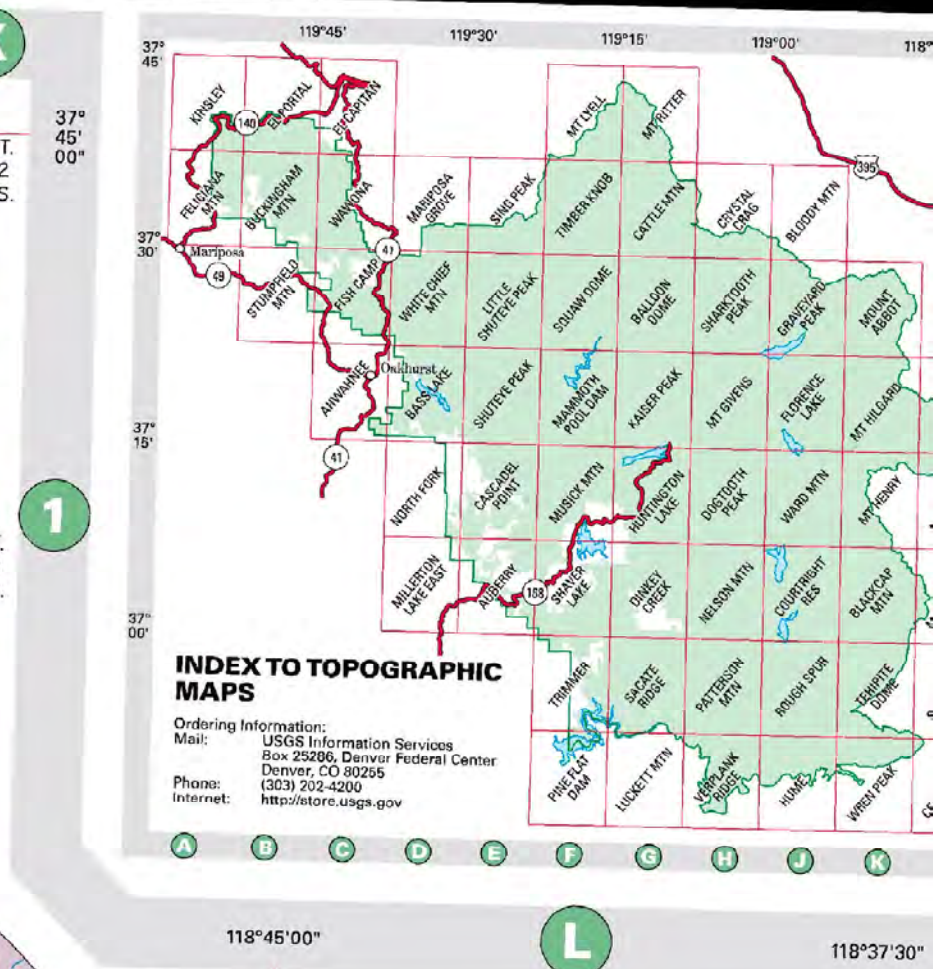 119°45'
119°30'
119°15'
119°00'
118°
37°
45'
37°
45'
00"
T.
2
S.
KINSLEY
140
EL PORTAL
EL CAPITAN
MT LYELL
MT RITTER
395
FELICIANA
MTN
BUCKINGHAM
MTN
WAWONA
MARIPOSA
GROVE
SING PEAK
TIMBER KNOB
CATTLE MTN
CRYSTAL
CRAG
BLOODY MTN
37°
30'
Mariposa
49
41
STUMPFIELD
MTN
FISH CAMP
WHITE CHIEF
MTN
LITTLE
SHUTEYE PEAK
SQUAW DOME
BALLOON
DOME
SHARKTOOTH
PEAK
GRAVEYARD
PEAK
MOUNT
ABBOT
Oakhurst
AHWAHNEE
BASS LAKE
SHUTEYE PEAK
MAMMOTH
POOL DAM
KAISER PEAK
MT GIVENS
FLORENCE
LAKE
MT HILGARD
37°
15'
41
NORTH FORK
CASCADEL
POINT
MUSICK MTN
HUNTINGTON
LAKE
DOGTOOTH
PEAK
WARD MTN
MT HENRY
1
MILLERTON
LAKE EAST
AUBERRY
168
SHAVER
LAKE
DINKEY
CREEK
NELSON MTN
COURTRIGHT
RES
BLACKCAP
MTN
37°
00'
TRIMMER
SACATE
RIDGE
PATTERSON
MTN
ROUGH SPUR
TEHIPITE
DOME
PINE FLAT
DAM
LUCKETT MTN
VERPLANK
RIDGE
HUME
WREN PEAK
INDEX TO TOPOGRAPHIC
MAPS
Ordering Information:
Mail: USGS Information Services
Box 25286, Denver Federal Center
Denver, CO 80255
Phone: (303) 202-4200
Internet: http://store.usgs.gov
A B C D E F G H J K
118°45'00"
L
118°37'30"